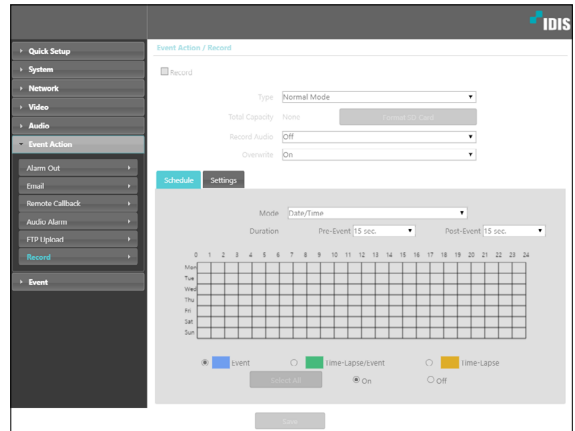 IDIS
Quick Setup
System
Network
Video
Audio
Event Action
Alarm Out
Email
Remote Callback
Audio Alarm
FTP Upload
Record
Event
Event Action / Record
Record
Type Normal Mode
Total Capacity None Format SD Card
Record Audio Off
Overwrite On
Schedule Settings
Mode Date/Time
Duration Pre-Event 15 sec. Post-Event 15 sec.
0 1 2 3 4 5 6 7 8 9 10 11 12 13 14 15 16 17 18 19 20 21 22 23 24
Mon
Tue
Wed
Thu
Fri
Sat
Sun
Event Time-Lapse/Event Time-Lapse
Select All On Off
Save